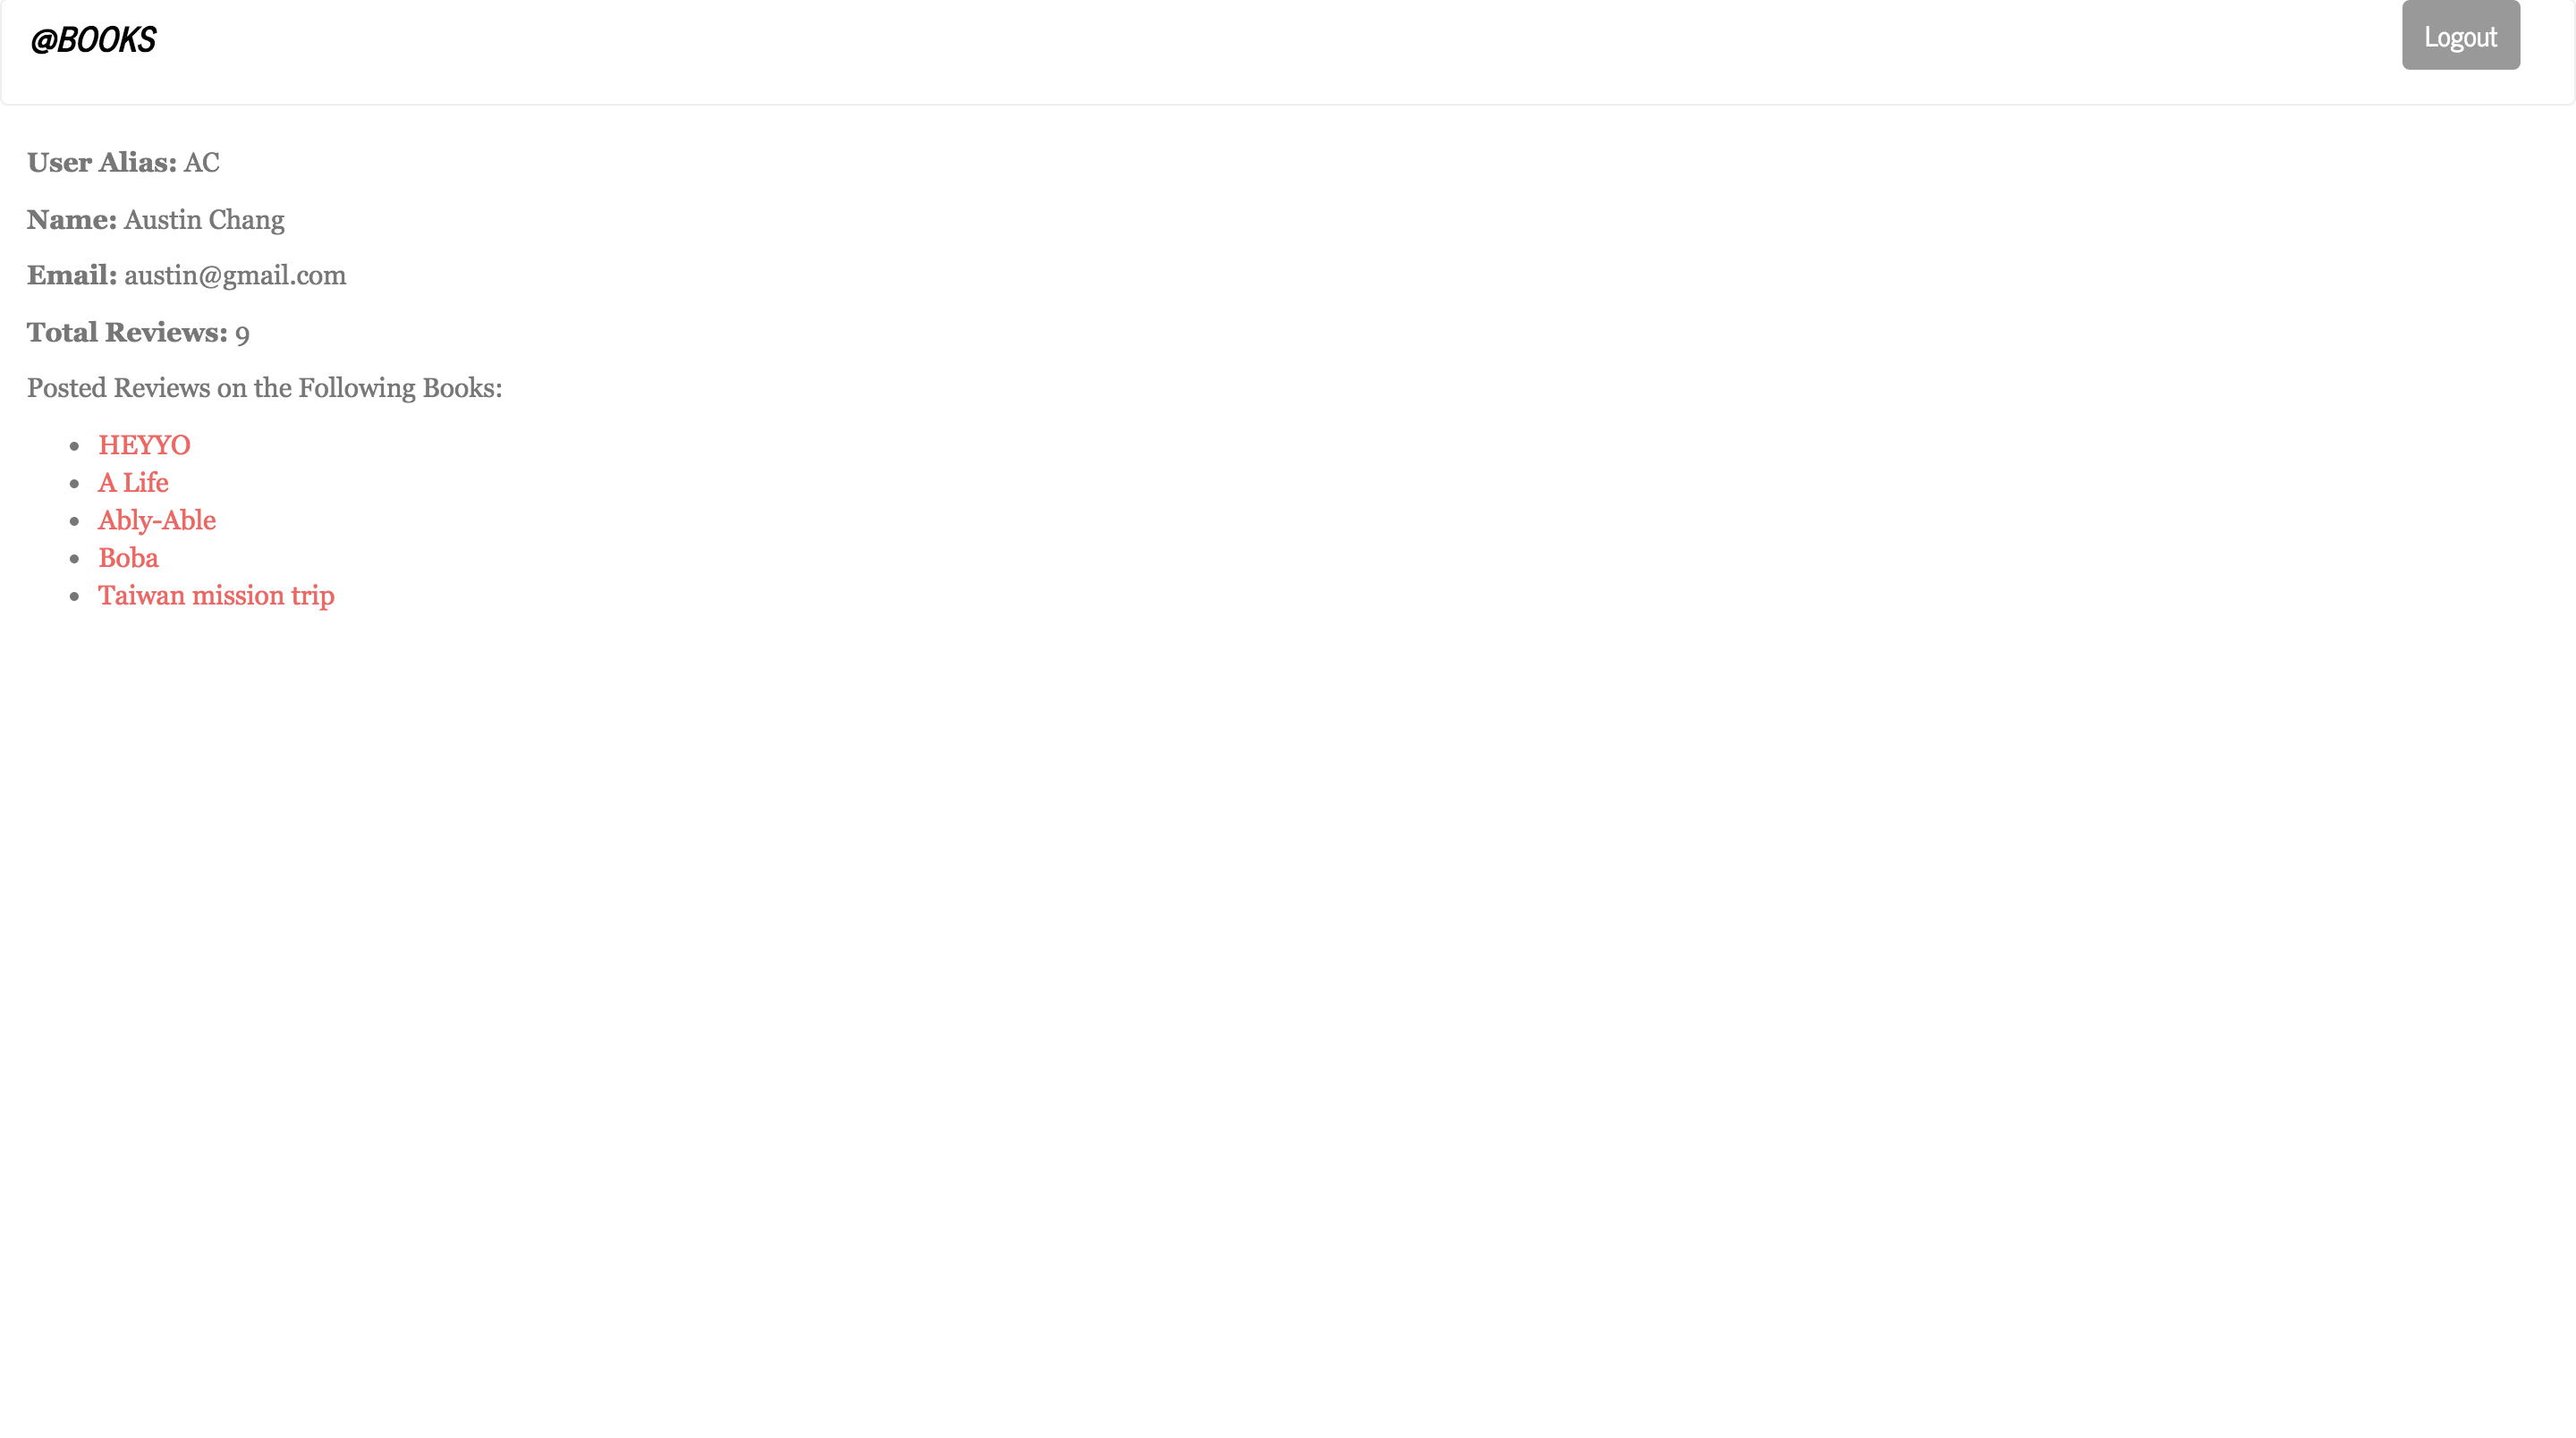 @BOOKS
Logout
User Alias: AC
Name: Austin Chang
Email: austin@gmail.com
Total Reviews: 9
Posted Reviews on the Following Books:
HEYYO
A Life
Ably-Able
Boba
Taiwan mission trip